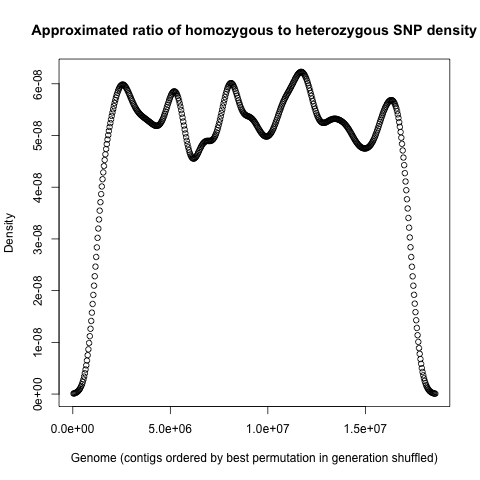 Approximated ratio of homozygous to heterozygous SNP density
6e-08
5e-08
4e-08
3e-08
2e-08
1e-08
0e+00
Density
0.0e+00 5.0e+06 1.0e+07 1.5e+07
Genome (contigs ordered by best permutation in generation shuffled)